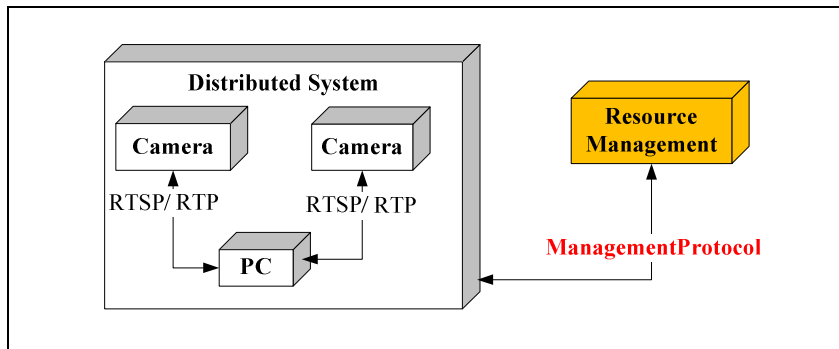 Distributed System
Camera
Camera
Resource
Management
RTSP/ RTP
RTSP/ RTP
ManagementProtocol
PC